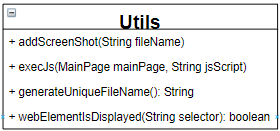 Utils
+ addScreenShot(String fileName)
+ execJs(MainPage mainPage, String jsScript)
+ generateUniqueFileName(): String
+ webElementIsDisplayed(String selector): boolean